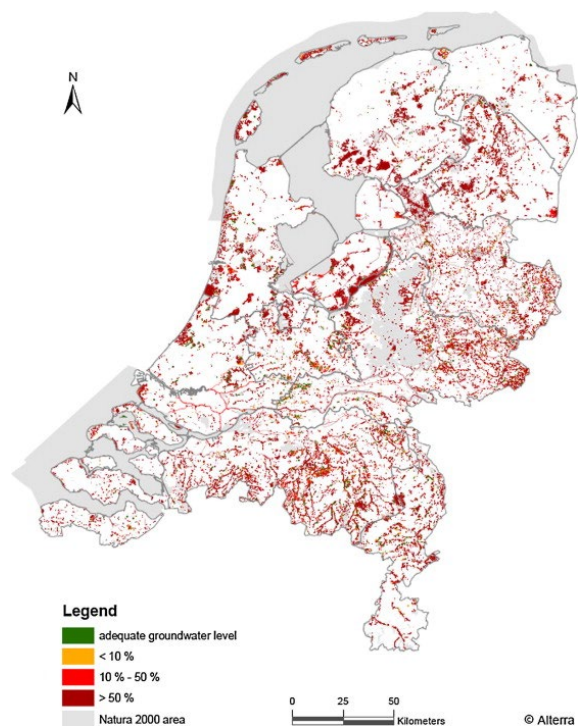 N
Legend
adequate groundwater level
< 10 %
10 % - 50 %
> 50 %
Natura 2000 area
0 25 50
Kilometers
© Alterra